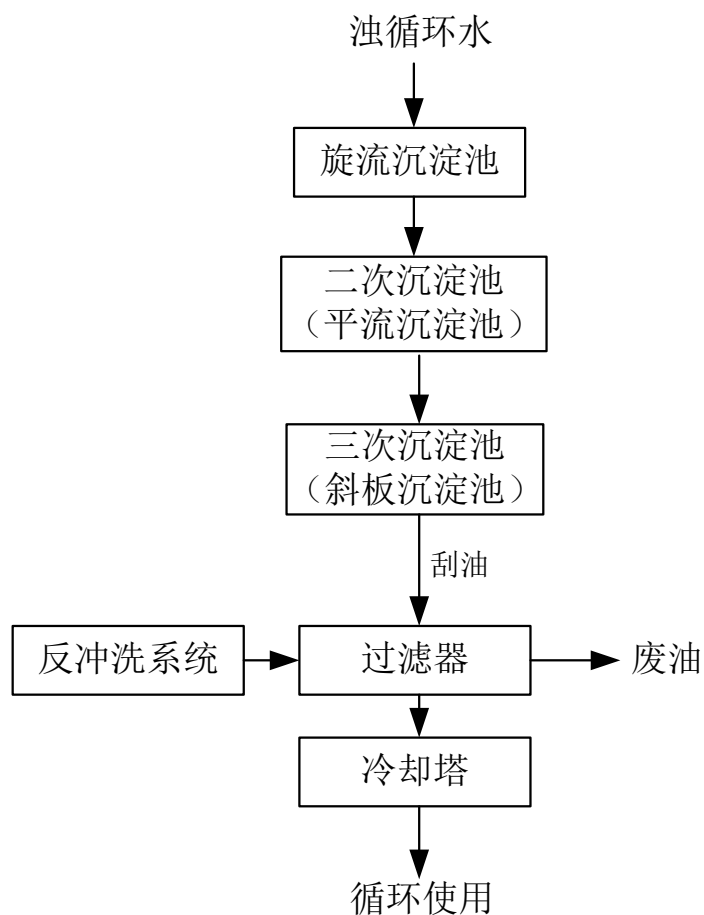 浊循环水
旋流沉淀池
二次沉淀池
（平流沉淀池）
三次沉淀池
（斜板沉淀池）
刮油
反冲洗系统
过滤器
废油
冷却塔
循环使用